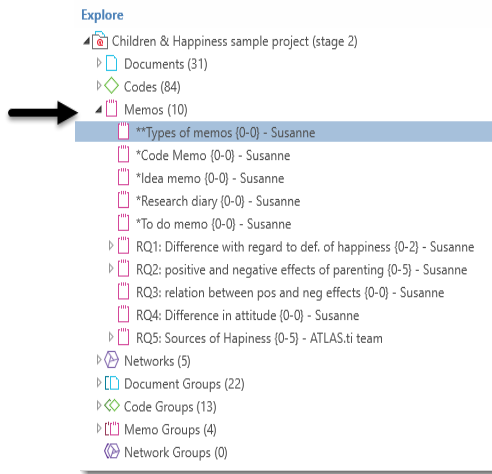 Explore
Children & Happiness sample project (stage 2)
Documents (31)
Codes (84)
Memos (10)
**Types of memos {0-0} - Susanne
*Code Memo {0-0} - Susanne
*Idea memo {0-0} - Susanne
*Research diary {0-0} - Susanne
*To do memo {0-0} - Susanne
RQ1: Difference with regard to def. of happiness {0-2} - Susanne
RQ2: positive and negative effects of parenting {0-5} - Susanne
RQ3: relation between pos and neg effects {0-0} - Susanne
RQ4: Difference in attitude {0-0} - Susanne
RQ5: Sources of Hapiness {0-5} - ATLAS.ti team
Networks (5)
Document Groups (22)
Code Groups (13)
Memo Groups (4)
Network Groups (0)